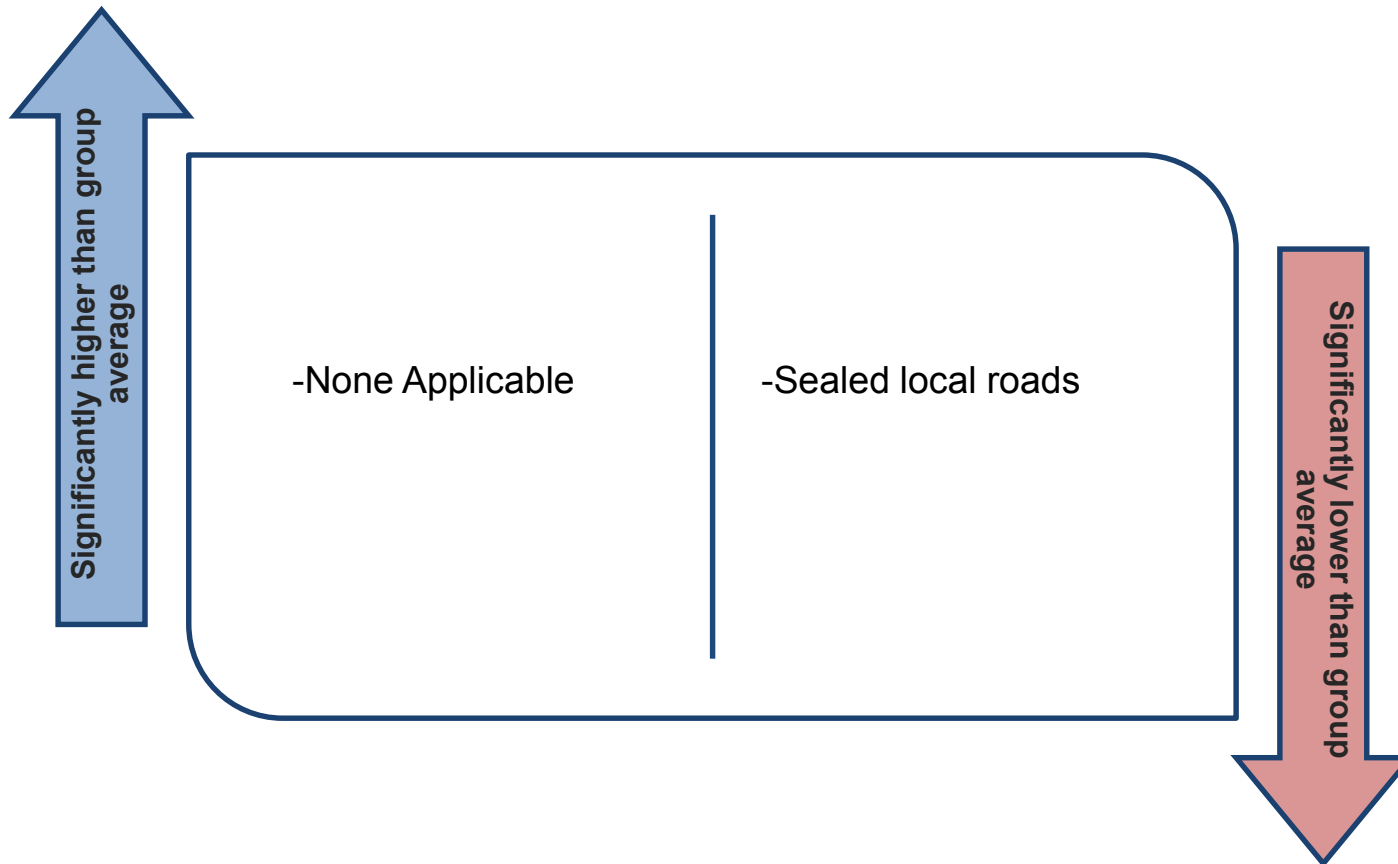 Significantly higher than group
average
-None Applicable
-Sealed local roads
Significantly lower than group
average